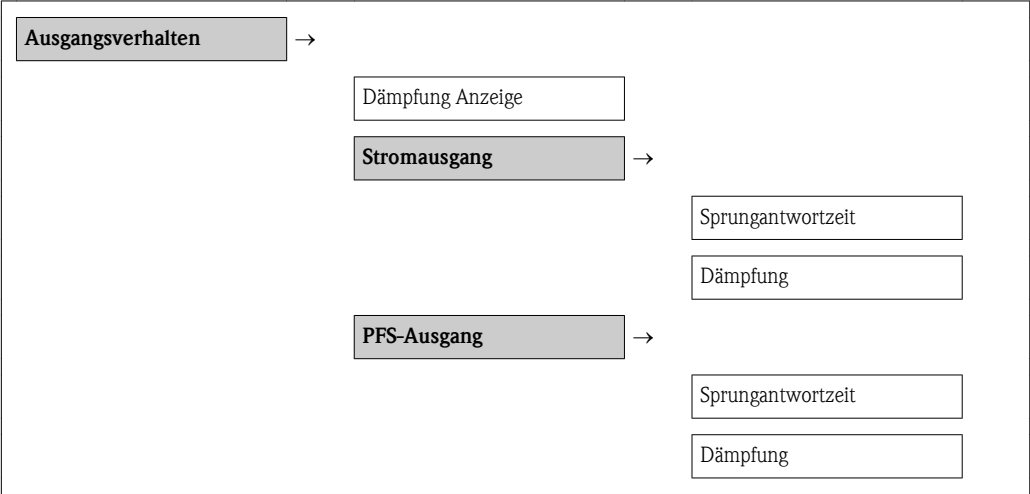 Ausgangsverhalten →
Dämpfung Anzeige
Stromausgang →
Sprungantwortzeit
Dämpfung
PFS-Ausgang →
Sprungantwortzeit
Dämpfung